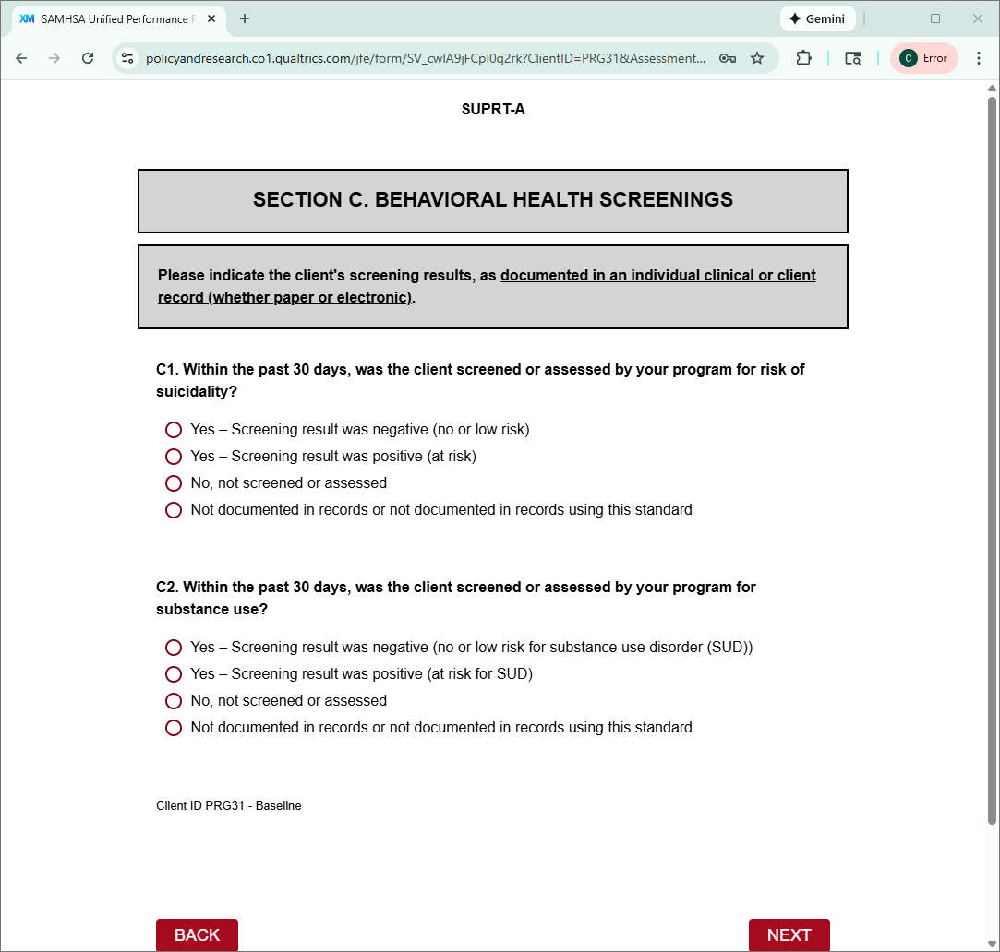 XM SAMHSA Unified Performance
Gemini
policyandresearch.co1.qualtrics.com/jfe/form/SV_cwIA9jFCpI0q2rk?ClientID=PRG31&Assessment...
C Error
SUPRT-A
SECTION C. BEHAVIORAL HEALTH SCREENINGS
Please indicate the client's screening results, as documented in an individual clinical or client
record (whether paper or electronic).
C1. Within the past 30 days, was the client screened or assessed by your program for risk of
suicidality?
Yes – Screening result was negative (no or low risk)
Yes – Screening result was positive (at risk)
No, not screened or assessed
Not documented in records or not documented in records using this standard
C2. Within the past 30 days, was the client screened or assessed by your program for
substance use?
Yes – Screening result was negative (no or low risk for substance use disorder (SUD))
Yes – Screening result was positive (at risk for SUD)
No, not screened or assessed
Not documented in records or not documented in records using this standard
Client ID PRG31 - Baseline
BACK
NEXT